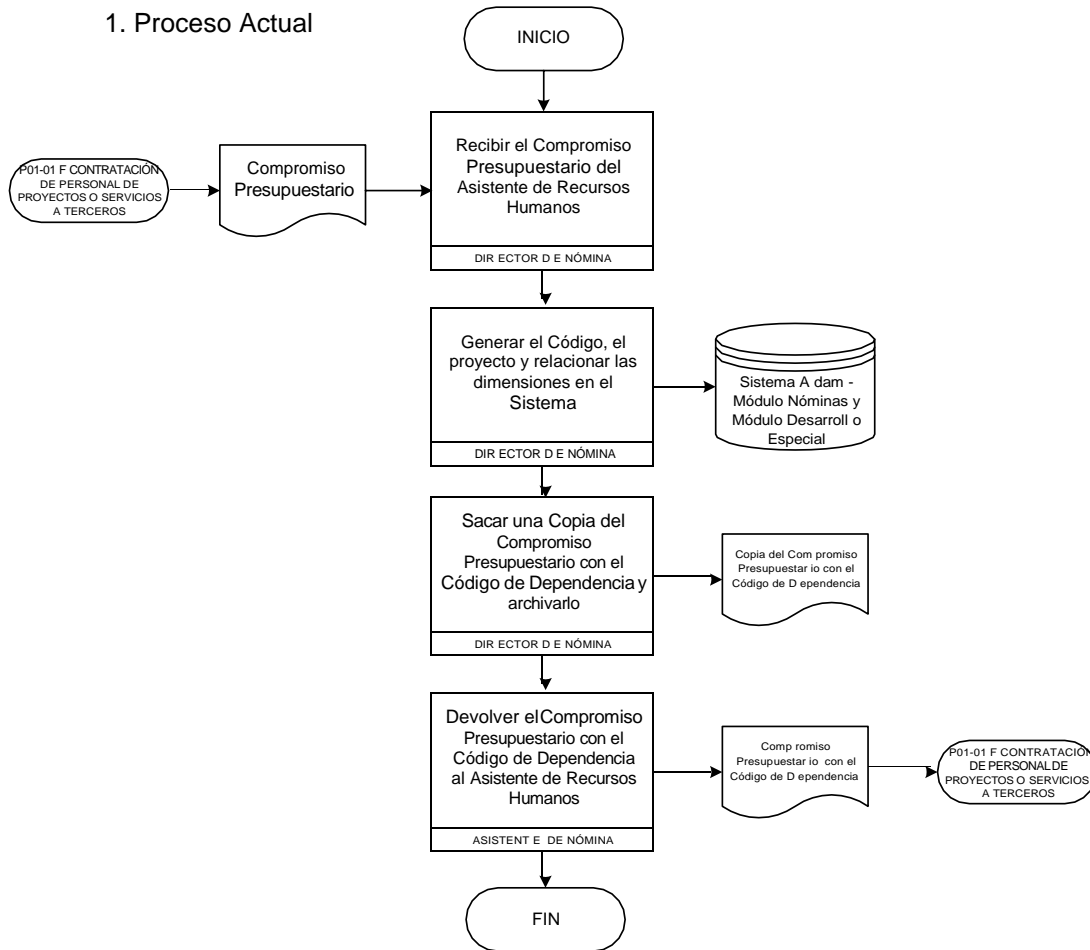 1. Proceso Actual
INICIO
P01-01 F CONTRATACIÓN
DE PERSONAL DE
PROYECTOS O SERVICIOS
A TERCEROS
Compromiso
Presupuestario
Recibir el Compromiso
Presupuestario del
Asistente de Recursos
Humanos
DIR ECTOR D E NÓMINA
Generar el Código, el
proyecto y relacionar las
dimensiones en el
Sistema
DIR ECTOR D E NÓMINA
Sistema A dam -
Módulo Nóminas y
Módulo Desarroll o
Especial
Sacar una Copia del
Compromiso
Presupuestario con el
Código de Dependencia y
archivarlo
DIR ECTOR D E NÓMINA
Copia del Com promiso
Presupuestar io con el
Código de D ependencia
Devolver el Compromiso
Presupuestario con el
Código de Dependencia
al Asistente de Recursos
Humanos
ASISTENT E DE NÓMINA
Comp romiso
Presupuestar io con el
Código de D ependencia
P01-01 F CONTRATACIÓN
DE PERSONAL DE
PROYECTOS O SERVICIOS
A TERCEROS
FIN